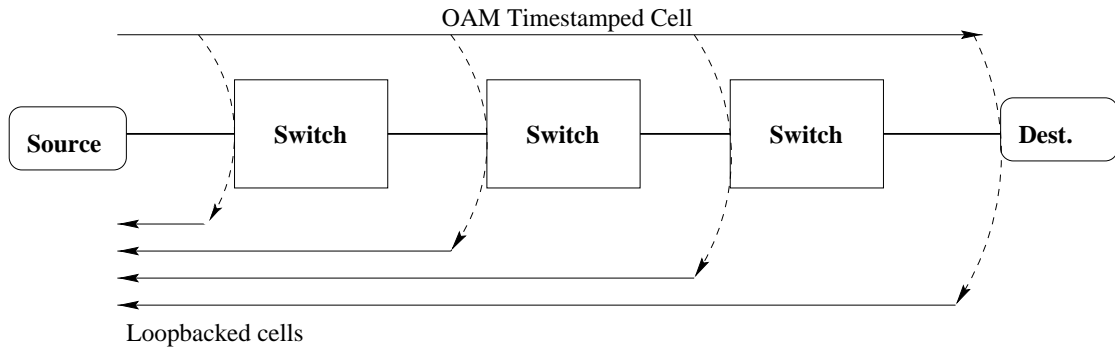 OAM Timestamped Cell
Source
Switch
Switch
Switch
Dest.
Loopbacked cells